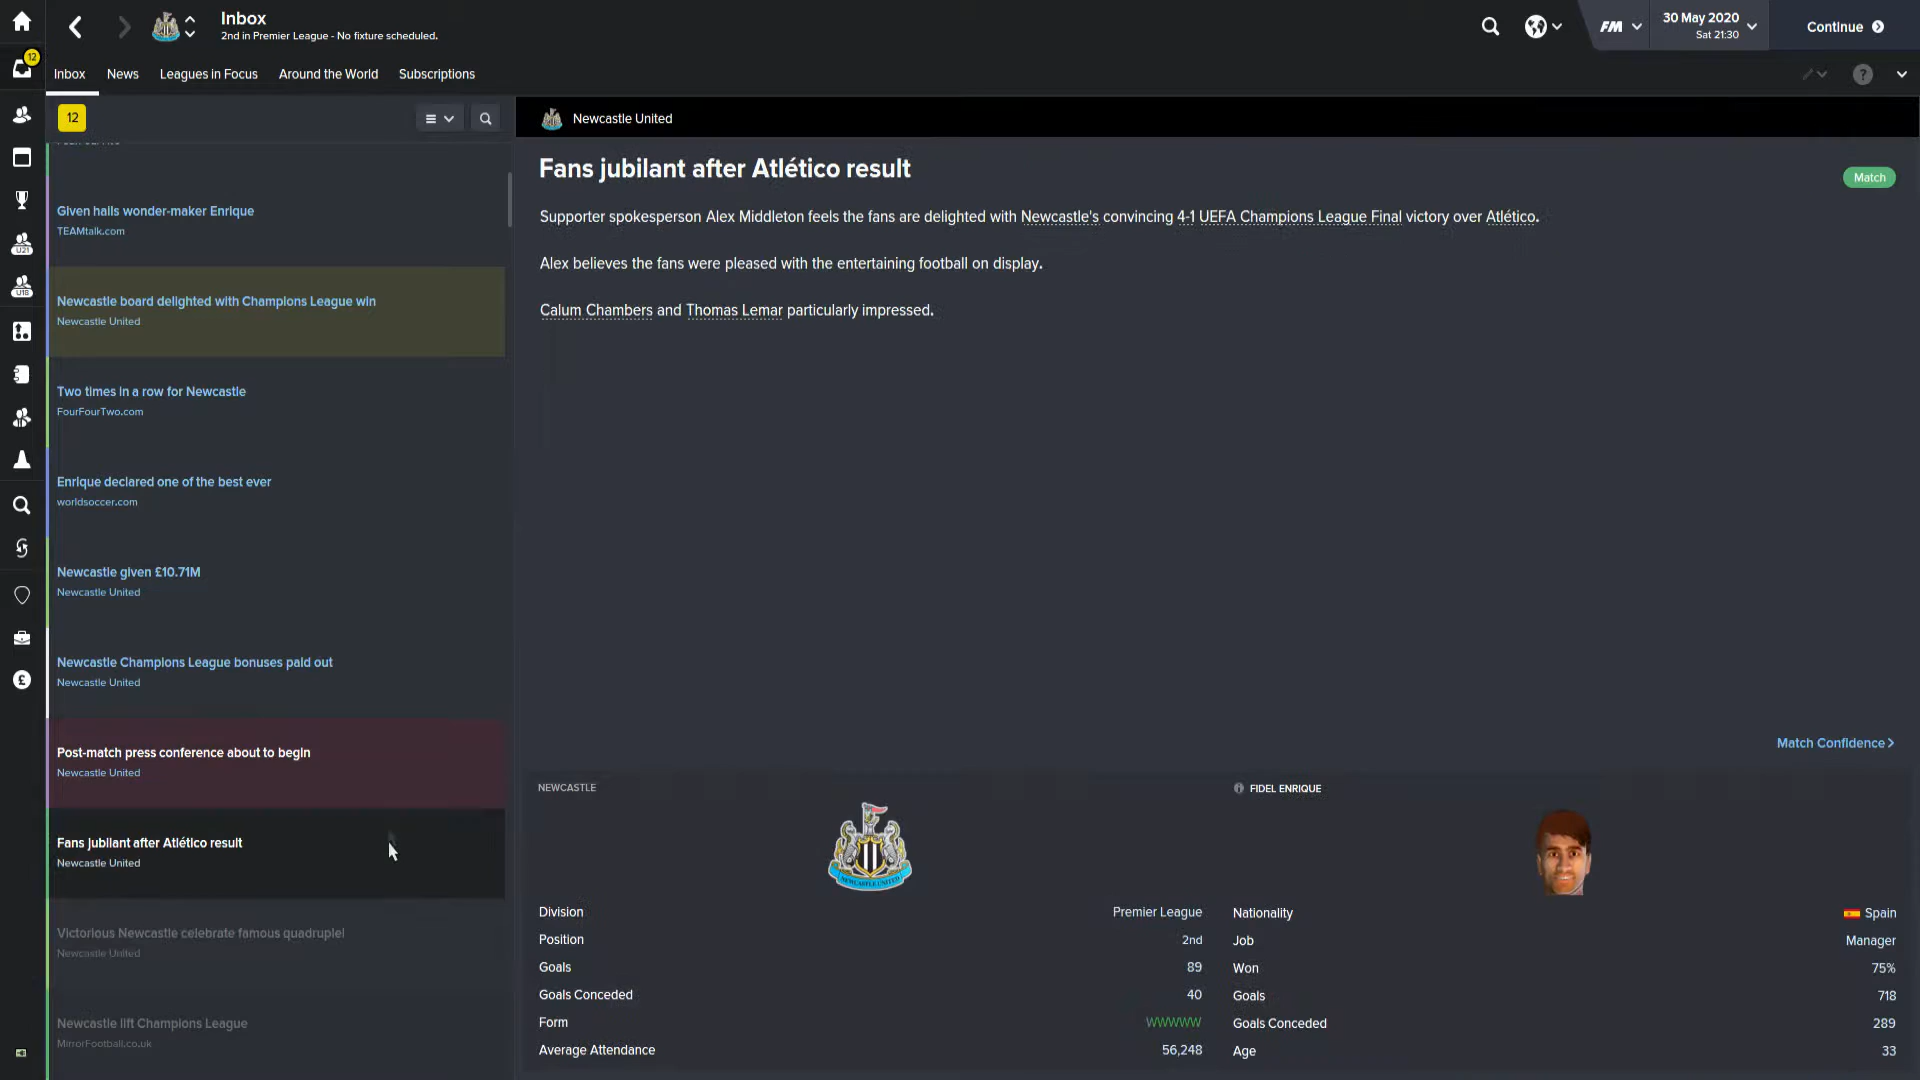 Inbox
2nd in Premier League - No fixture scheduled.
FM
30 May 2020
Sat 21:30
Continue
12
Inbox
News
Leagues in Focus
Around the World
Subscriptions
?
12
Newcastle United
Given hails wonder-maker Enrique
TEAMtalk.com
Newcastle board delighted with Champions League win
Newcastle United
Two times in a row for Newcastle
FourFourTwo.com
Enrique declared one of the best ever
worldsoccer.com
Newcastle given £10.71M
Newcastle United
Newcastle Champions League bonuses paid out
Newcastle United
Post-match press conference about to begin
Newcastle United
Fans jubilant after Atlético result
Newcastle United
Victorious Newcastle celebrate famous quadruple!
Newcastle United
Newcastle lift Champions League
MirrorFootball.co.uk
U21
U18
£
Fans jubilant after Atlético result
Match
Supporter spokesperson Alex Middleton feels the fans are delighted with Newcastle's convincing 4-1 UEFA Champions League Final victory over Atlético.
Alex believes the fans were pleased with the entertaining football on display.
Calum Chambers and Thomas Lemar particularly impressed.
Match Confidence
NEWCASTLE
NEWCASTLE UNITED
Division Premier League
Position 2nd
Goals 89
Goals Conceded 40
Form WWWWW
Average Attendance 56,248
FIDEL ENRIQUE
Nationality Spain
Job Manager
Won 75%
Goals 718
Goals Conceded 289
Age 33